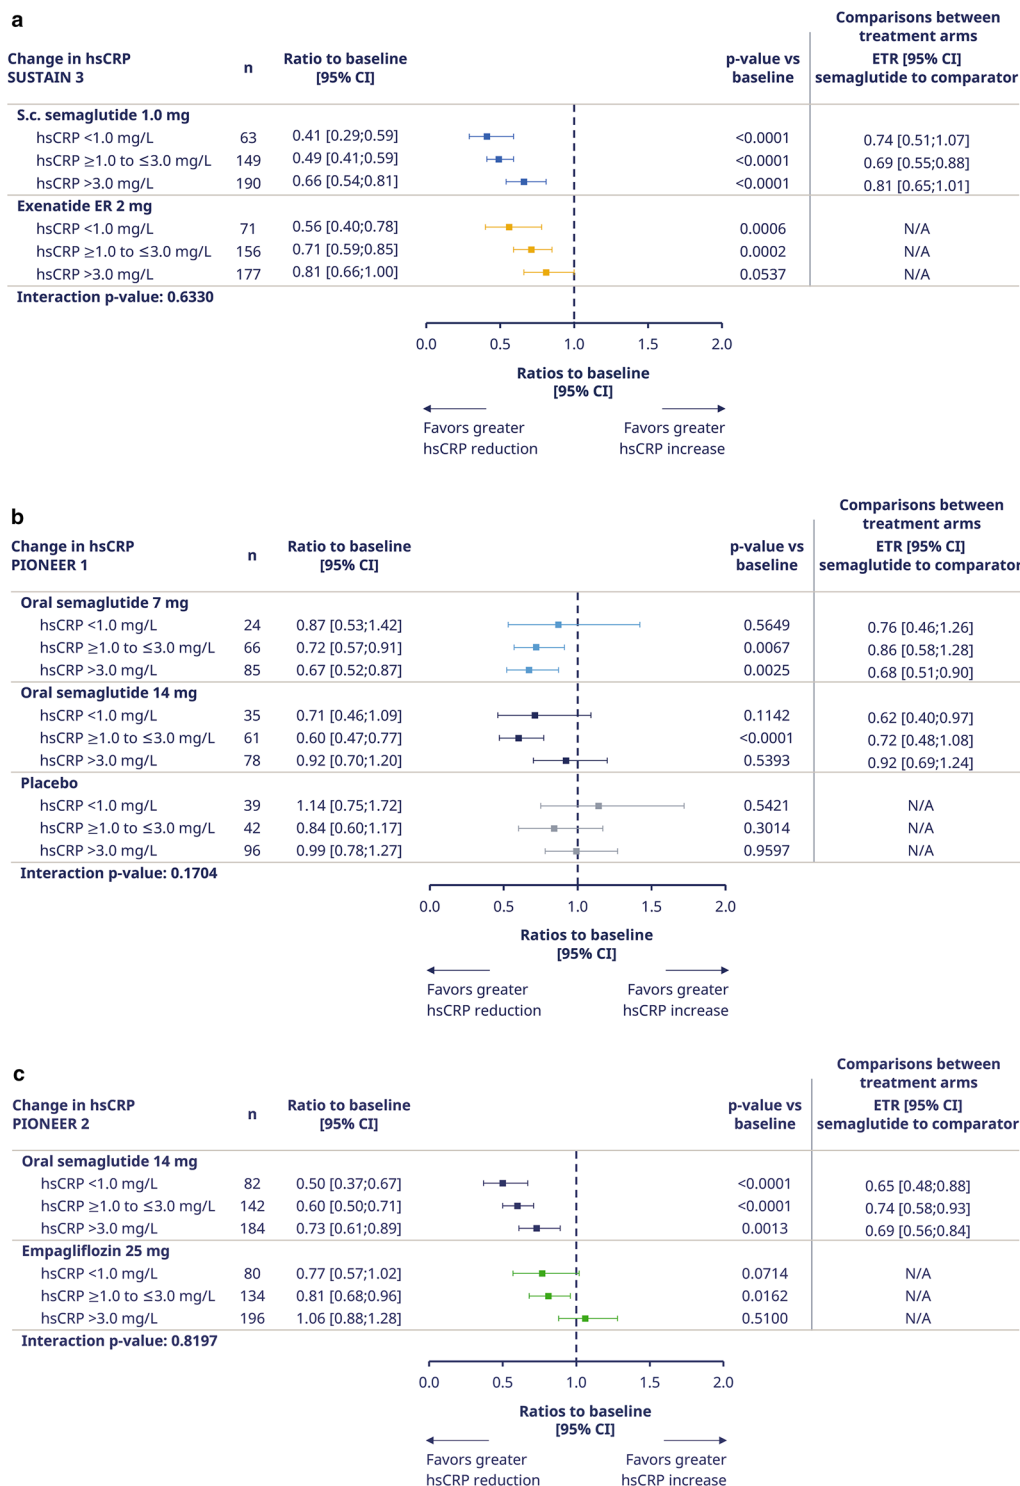 a
Comparisons between
treatment arms
Change in hsCRP
SUSTAIN 3
n
Ratio to baseline
[95% CI]
p-value vs
baseline
ETR [95% CI]
semaglutide to comparator
S.c. semaglutide 1.0 mg
hsCRP <1.0 mg/L 63 0.41 [0.29;0.59] <0.0001 0.74 [0.51;1.07]
hsCRP ≥1.0 to ≤3.0 mg/L 149 0.49 [0.41;0.59] <0.0001 0.69 [0.55;0.88]
hsCRP >3.0 mg/L 190 0.66 [0.54;0.81] <0.0001 0.81 [0.65;1.01]
Exenatide ER 2 mg
hsCRP <1.0 mg/L 71 0.56 [0.40;0.78] 0.0006 N/A
hsCRP ≥1.0 to ≤3.0 mg/L 156 0.71 [0.59;0.85] 0.0002 N/A
hsCRP >3.0 mg/L 177 0.81 [0.66;1.00] 0.0537 N/A
Interaction p-value: 0.6330
0.0 0.5 1.0 1.5 2.0
Ratios to baseline
[95% CI]
Favors greater
hsCRP reduction
Favors greater
hsCRP increase
b
Comparisons between
treatment arms
Change in hsCRP
PIONEER 1
n
Ratio to baseline
[95% CI]
p-value vs
baseline
ETR [95% CI]
semaglutide to comparator
Oral semaglutide 7 mg
hsCRP <1.0 mg/L 24 0.87 [0.53;1.42] 0.5649 0.76 [0.46;1.26]
hsCRP ≥1.0 to ≤3.0 mg/L 66 0.72 [0.57;0.91] 0.0067 0.86 [0.58;1.28]
hsCRP >3.0 mg/L 85 0.67 [0.52;0.87] 0.0025 0.68 [0.51;0.90]
Oral semaglutide 14 mg
hsCRP <1.0 mg/L 35 0.71 [0.46;1.09] 0.1142 0.62 [0.40;0.97]
hsCRP ≥1.0 to ≤3.0 mg/L 61 0.60 [0.47;0.77] <0.0001 0.72 [0.48;1.08]
hsCRP >3.0 mg/L 78 0.92 [0.70;1.20] 0.5393 0.92 [0.69;1.24]
Placebo
hsCRP <1.0 mg/L 39 1.14 [0.75;1.72] 0.5421 N/A
hsCRP ≥1.0 to ≤3.0 mg/L 42 0.84 [0.60;1.17] 0.3014 N/A
hsCRP >3.0 mg/L 96 0.99 [0.78;1.27] 0.9597 N/A
Interaction p-value: 0.1704
0.0 0.5 1.0 1.5 2.0
Ratios to baseline
[95% CI]
Favors greater
hsCRP reduction
Favors greater
hsCRP increase
c
Comparisons between
treatment arms
Change in hsCRP
PIONEER 2
n
Ratio to baseline
[95% CI]
p-value vs
baseline
ETR [95% CI]
semaglutide to comparator
Oral semaglutide 14 mg
hsCRP <1.0 mg/L 82 0.50 [0.37;0.67] <0.0001 0.65 [0.48;0.88]
hsCRP ≥1.0 to ≤3.0 mg/L 142 0.60 [0.50;0.71] <0.0001 0.74 [0.58;0.93]
hsCRP >3.0 mg/L 184 0.73 [0.61;0.89] 0.0013 0.69 [0.56;0.84]
Empagliflozin 25 mg
hsCRP <1.0 mg/L 80 0.77 [0.57;1.02] 0.0714 N/A
hsCRP ≥1.0 to ≤3.0 mg/L 134 0.81 [0.68;0.96] 0.0162 N/A
hsCRP >3.0 mg/L 196 1.06 [0.88;1.28] 0.5100 N/A
Interaction p-value: 0.8197
0.0 0.5 1.0 1.5 2.0
Ratios to baseline
[95% CI]
Favors greater
hsCRP reduction
Favors greater
hsCRP increase